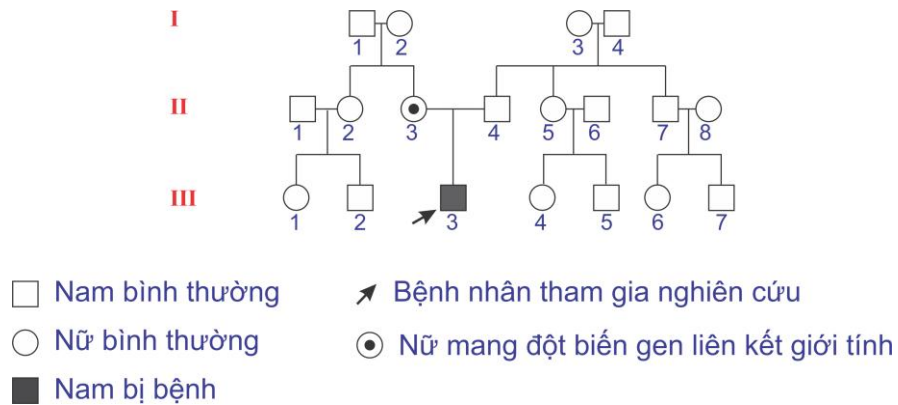 I
1 2 3 4
II
1 2 3 4 5 6 7 8
III
1 2 3 4 5 6 7
Nam bình thường
Bệnh nhân tham gia nghiên cứu
Nữ bình thường
Nữ mang đột biến gen liên kết giới tính
Nam bị bệnh